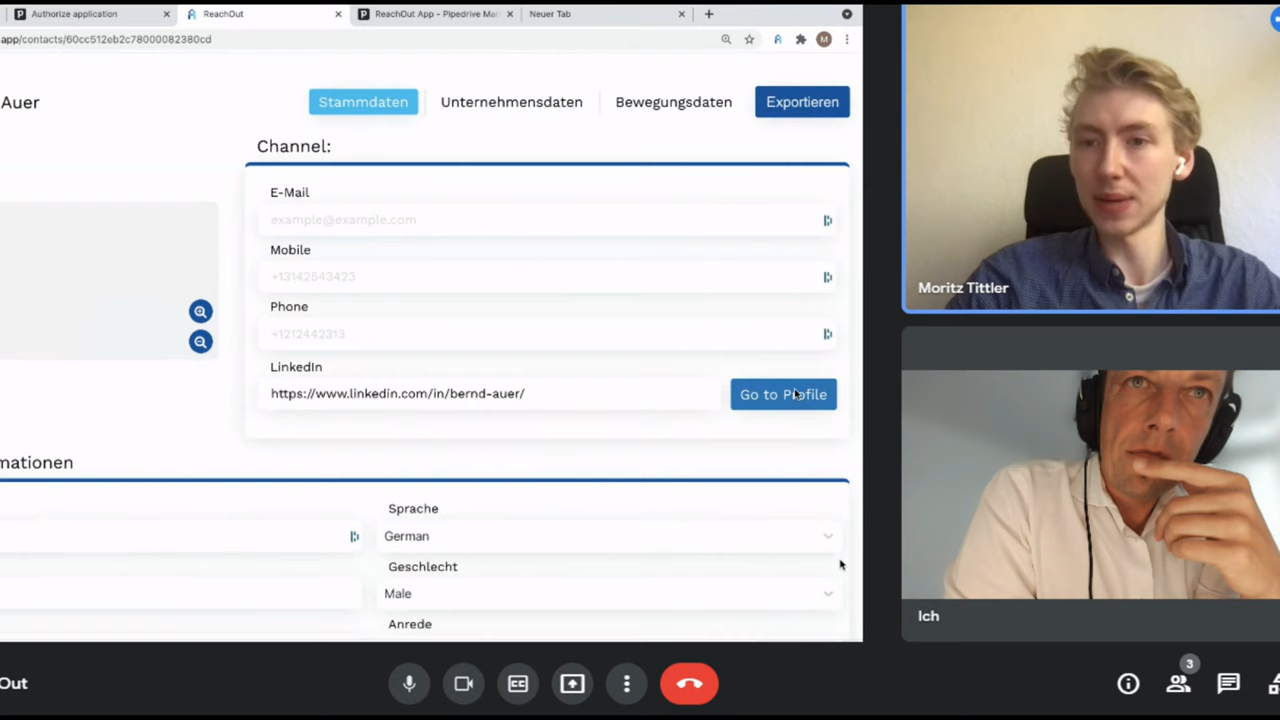 Authorize application
ReachOut
ReachOut App - Pipedrive Ma
Neuer Tab
app/contacts/60cc512eb2c78000082380cd
M
Auer
Stammdaten
Unternehmensdaten
Bewegungsdaten
Exportieren
Channel:
E-Mail
example@example.com
Mobile
+13142543423
Phone
+1212442313
LinkedIn
https://www.linkedin.com/in/bernd-auer/
Go to Profile
mationen
Sprache
German
Geschlecht
Male
Anrede
Moritz Tittler
Ich
Out
3